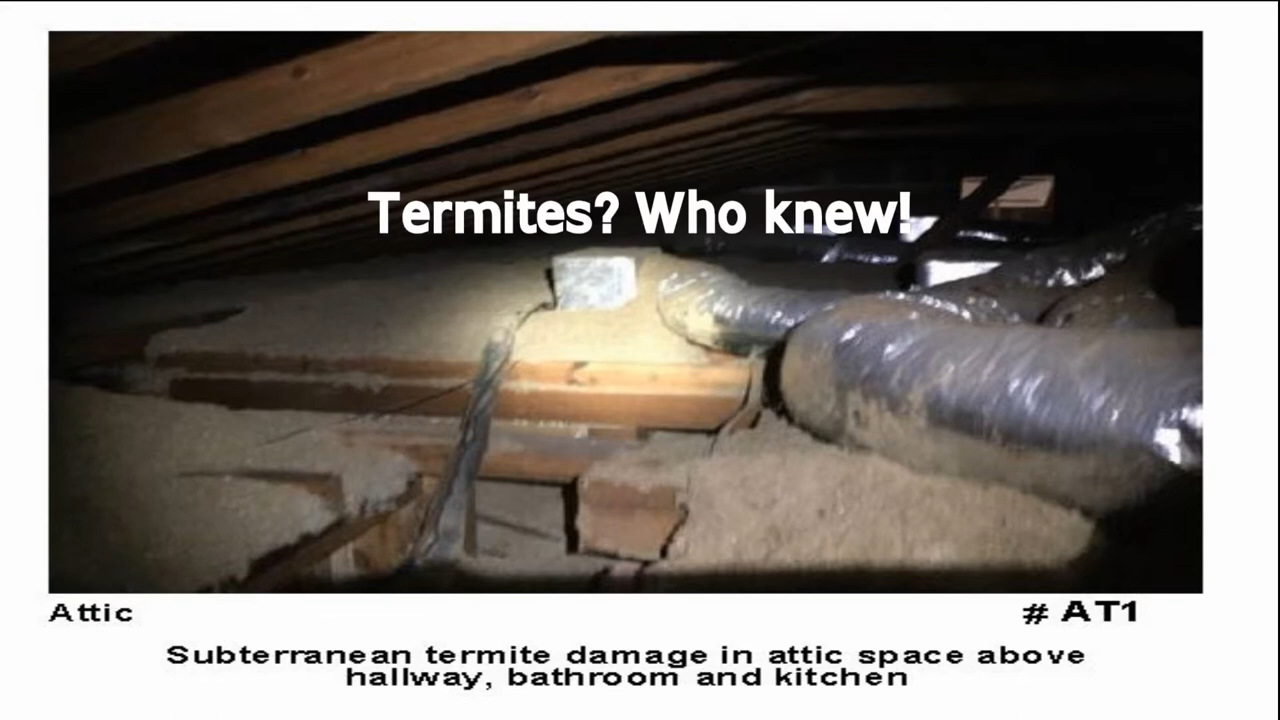 Termites? Who knew!
Attic
# AT1
Subterranean termite damage in attic space above
hallway, bathroom and kitchen